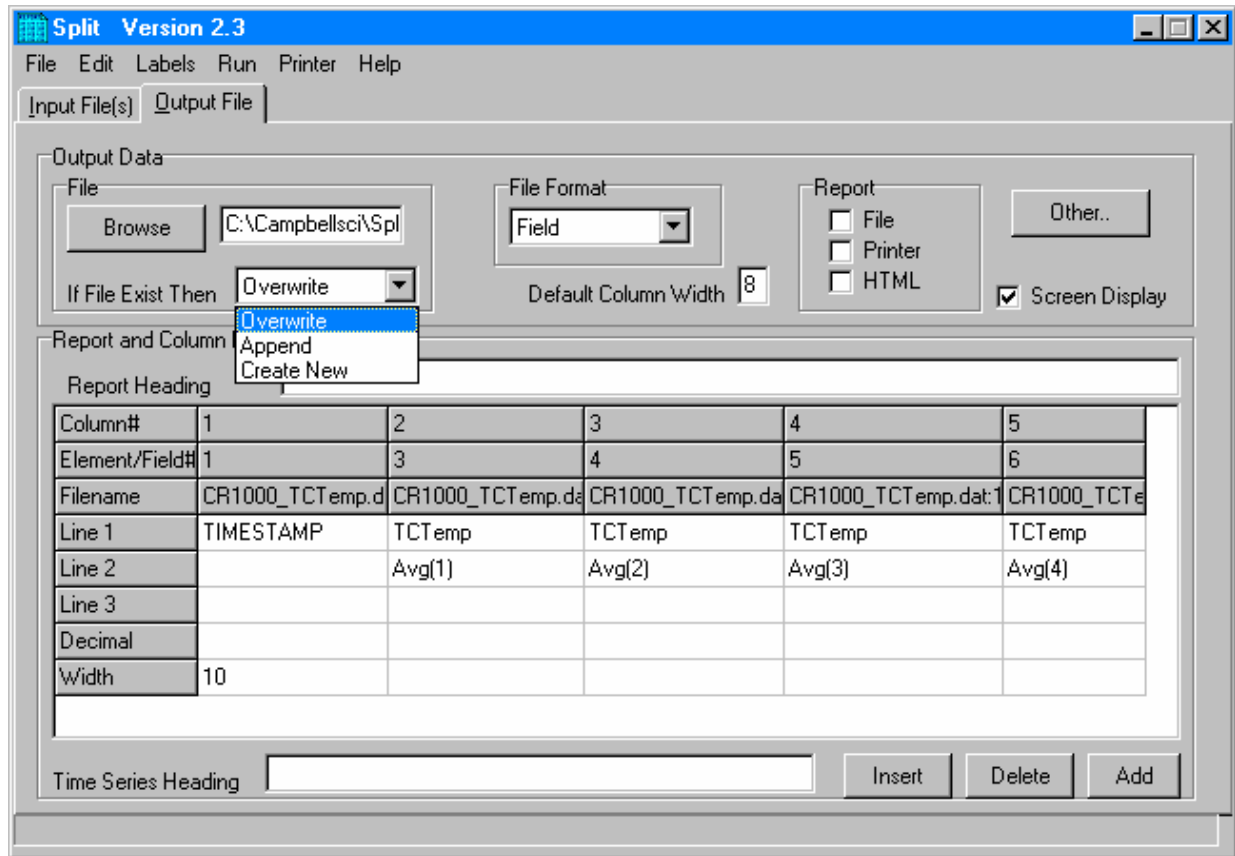 Split Version 2.3
File Edit Labels Run Printer Help
Input File(s) Output File
Output Data
File
Browse C:\Campbellsci\Spl
If File Exist Then Overwrite
Overwrite
Append
Create New
File Format
Field
Default Column Width 8
Report
File
Printer
HTML
Other..
Screen Display
Report and Column
Report Heading
Column# 1 2 3 4 5
Element/Field# 1 3 4 5 6
Filename CR1000_TCTemp.d CR1000_TCTemp.da CR1000_TCTemp.da CR1000_TCTemp.dat:1 CR1000_TCTe
Line 1 TIMESTAMP TCTemp TCTemp TCTemp TCTemp
Line 2 Avg(1) Avg(2) Avg(3) Avg(4)
Line 3
Decimal
Width 10
Time Series Heading
Insert Delete Add